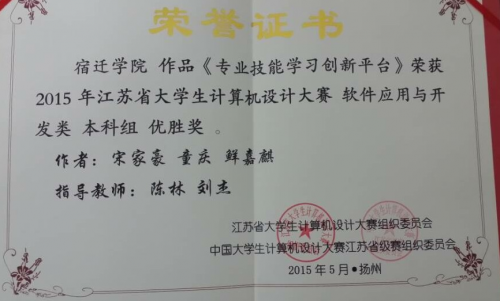 荣誉证书
宿迁学院 作品《专业技能学习创新平台》荣获
2015 年江苏省大学生计算机设计大赛 软件应用与开
发类 本科组 优胜奖 。
作者：宋家豪 童庆 鲜嘉麒
指导教师：陈林 刘杰
江苏省大学生计算机设计大赛组织委员会
中国大学生计算机设计大赛江苏省级赛组织委员会
2015 年 5 月 · 扬州